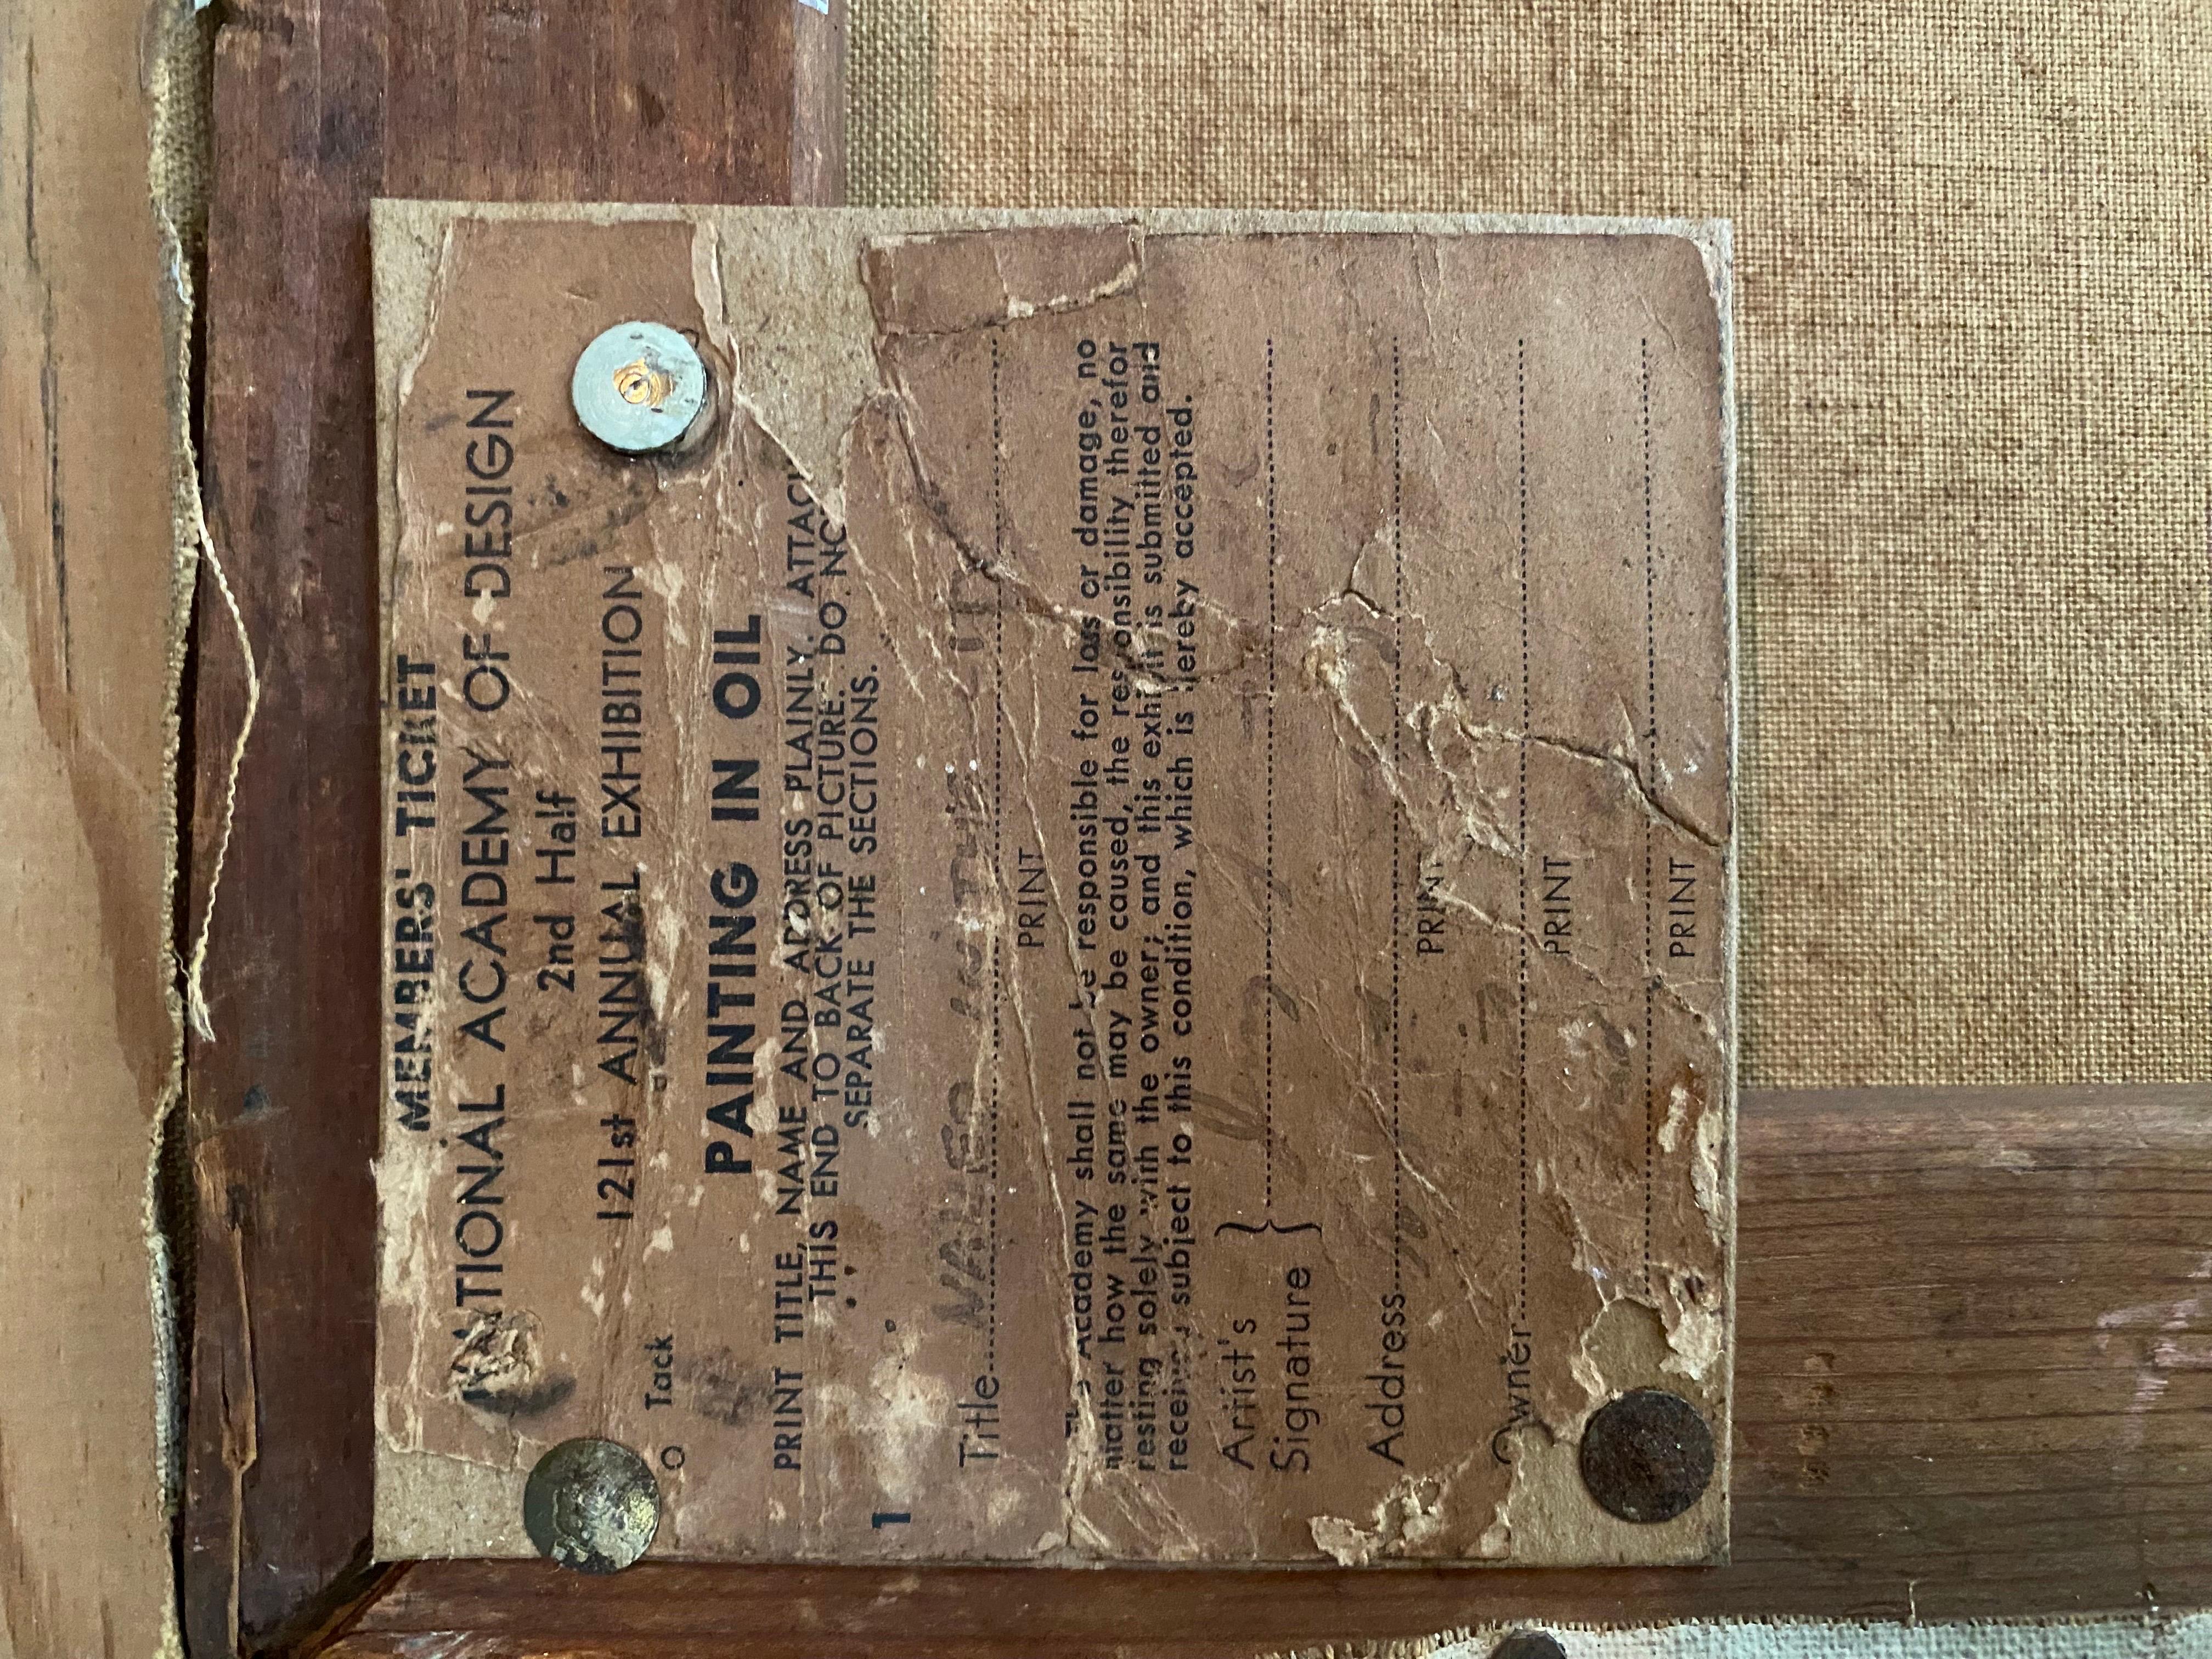 MEMBERS' TICKET
NATIONAL ACADEMY OF DESIGN
2nd Half
121st ANNUAL EXHIBITION
O Tack
PAINTING IN OIL
PRINT TITLE, NAME AND ADDRESS PLAINLY. ATTACH
THIS END TO BACK OF PICTURE. DO NOT
SEPARATE THE SECTIONS.
1
Title
PRINT
The Academy shall not be responsible for loss or damage, no
matter how the same may be caused, the responsibility therefor
resting solely with the owner; and this exhibit is submitted and
received subject to this condition, which is hereby accepted.
Artist's
Signature }
Address
PRINT
Owner
PRINT
PRINT